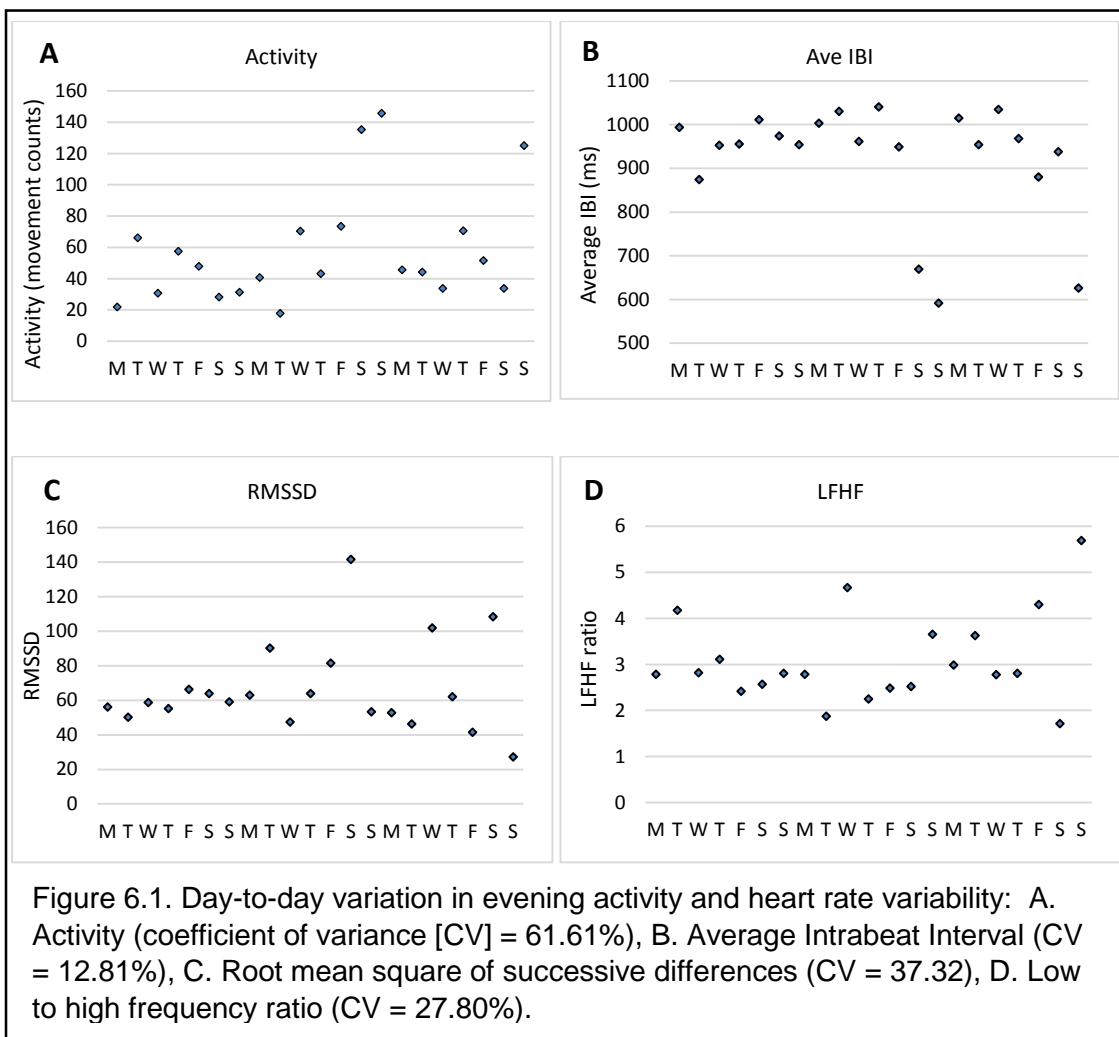 A
Activity
Activity (movement counts)
160
140
120
100
80
60
40
20
0
M T W T F S S M T W T F S S M T W T F S S
B
Ave IBI
Average IBI (ms)
1100
1000
900
800
700
600
500
M T W T F S S M T W T F S S M T W T F S S
C
RMSSD
RMSSD
160
140
120
100
80
60
40
20
0
M T W T F S S M T W T F S S M T W T F S S
D
LFHF
LFHF ratio
6
5
4
3
2
1
0
M T W T F S S M T W T F S S M T W T F S S
Figure 6.1. Day-to-day variation in evening activity and heart rate variability: A.
Activity (coefficient of variance [CV] = 61.61%), B. Average Intrabeat Interval (CV
= 12.81%), C. Root mean square of successive differences (CV = 37.32), D. Low
to high frequency ratio (CV = 27.80%).